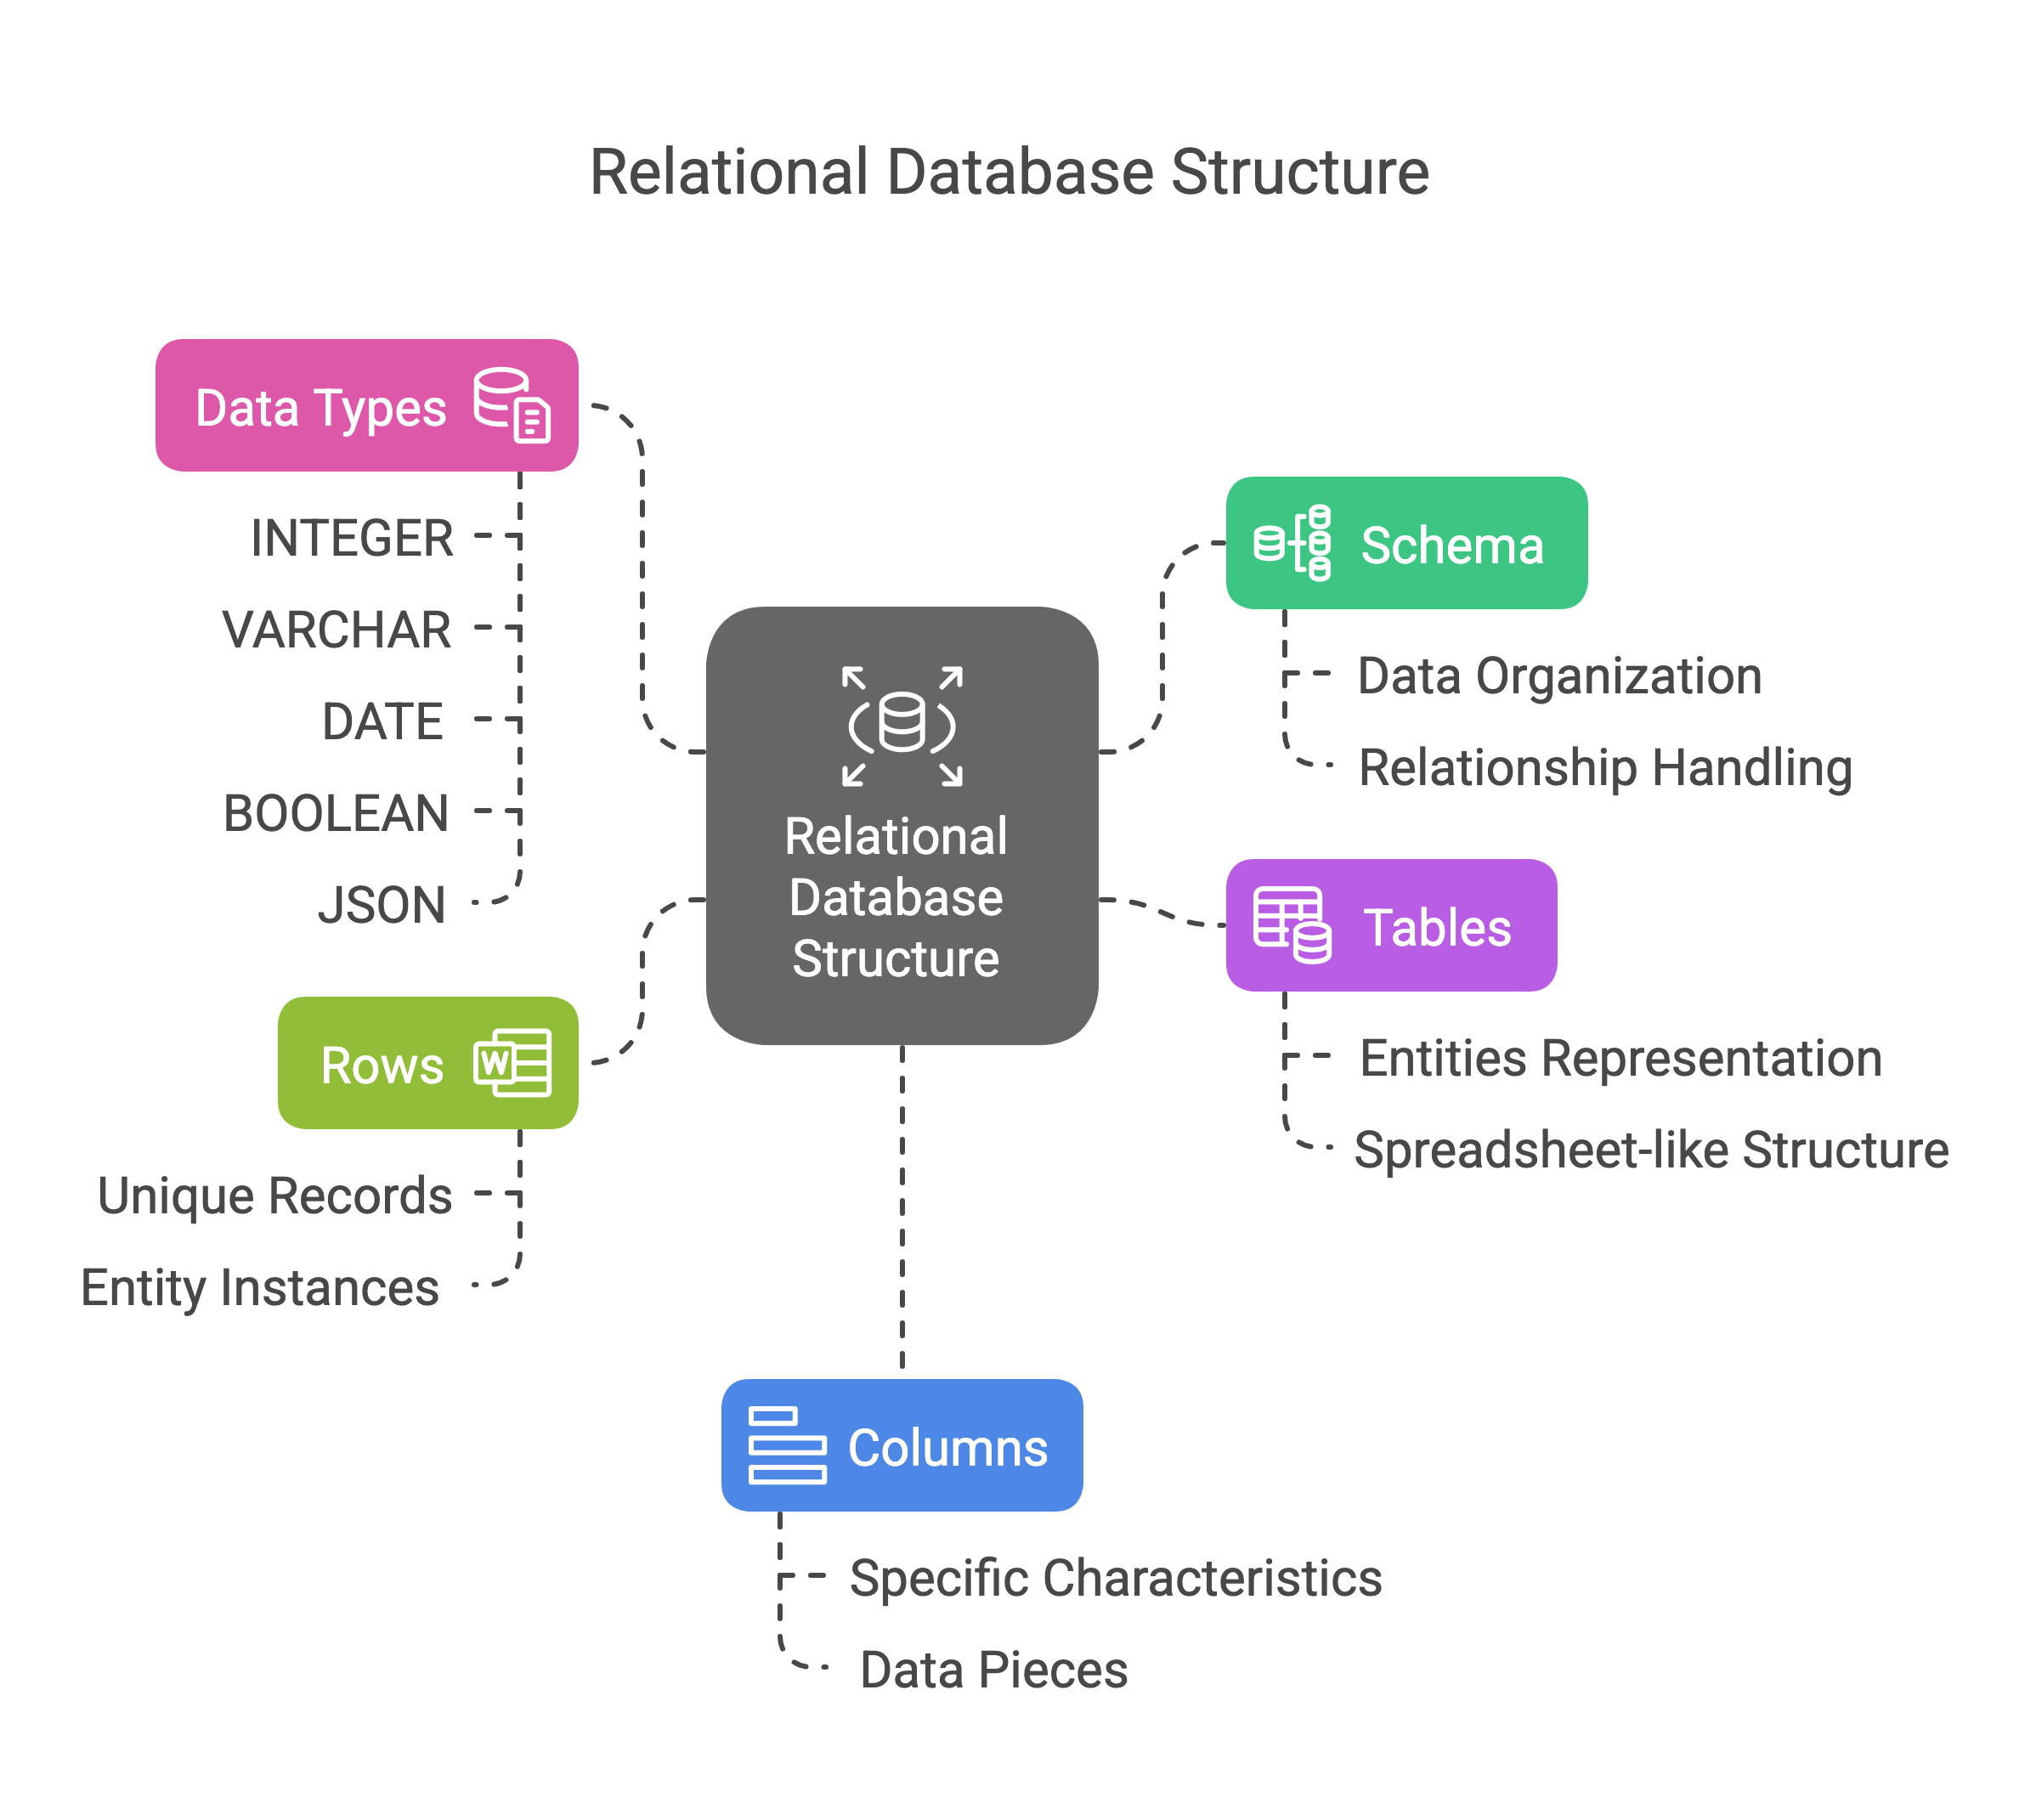 Relational Database Structure
Data Types
INTEGER
VARCHAR
DATE
BOOLEAN
JSON
Rows
W
Unique Records
Entity Instances
Relational
Database
Structure
Schema
Data Organization
Relationship Handling
Tables
Entities Representation
Spreadsheet-like Structure
Columns
Specific Characteristics
Data Pieces